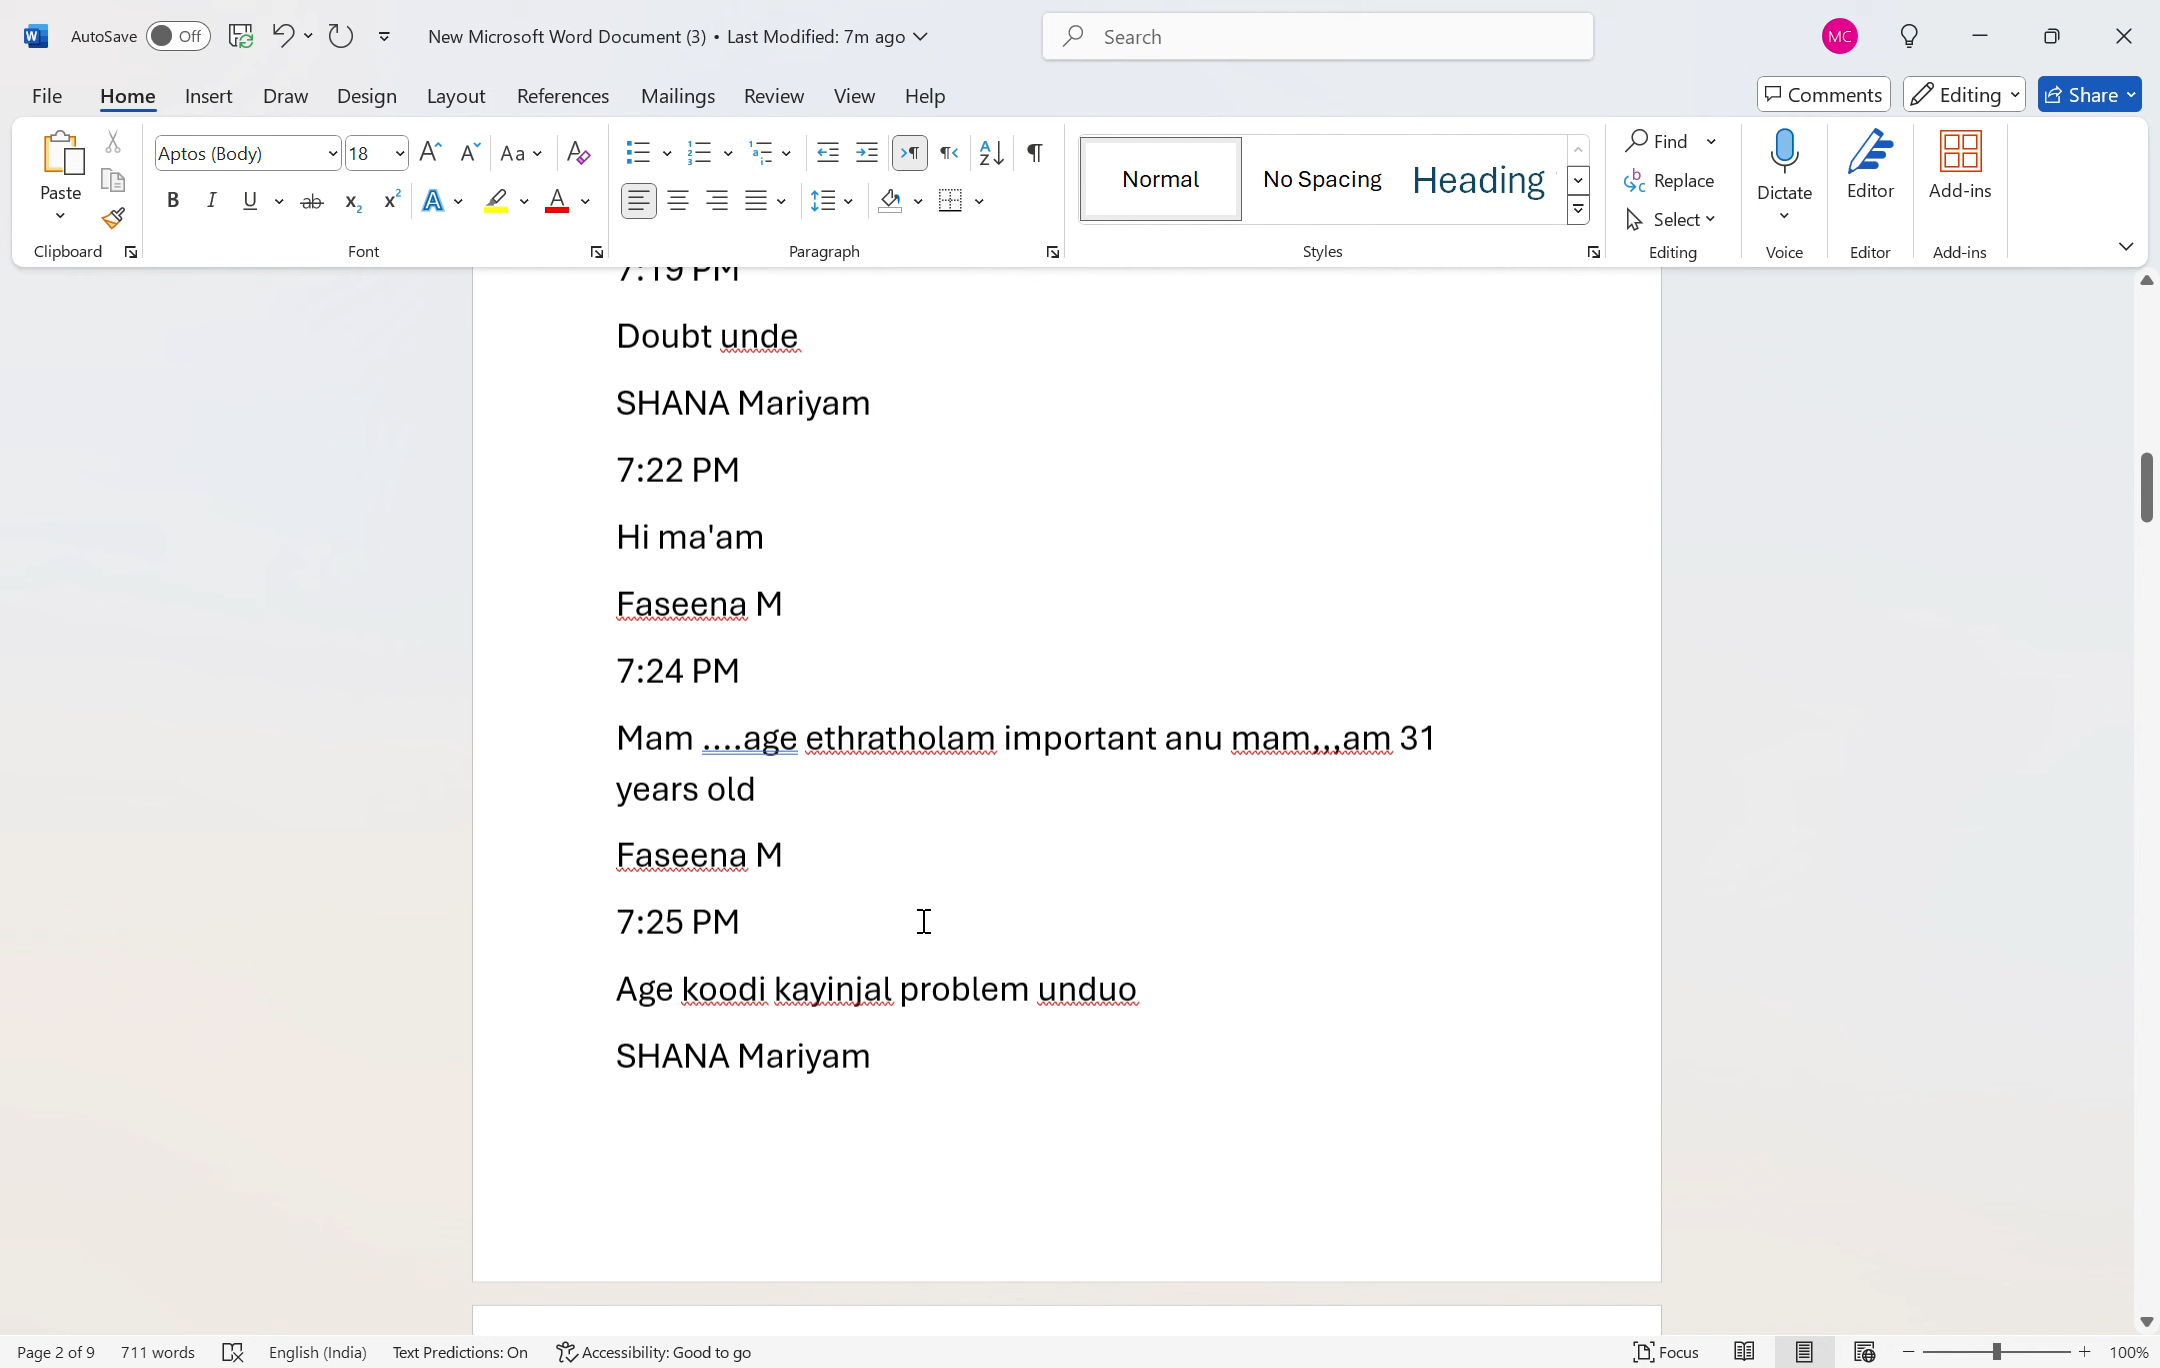 AutoSave Off New Microsoft Word Document (3) • Last Modified: 7m ago Search MC
File Home Insert Draw Design Layout References Mailings Review View Help Comments Editing Share
Paste Clipboard
Aptos (Body) 18 Aa
B I U ab x₂ x² A A
Font
Paragraph
Normal No Spacing Heading
Styles
Find
Replace
Select
Editing
Dictate
Voice
Editor
Editor
Add-ins
Add-ins
7:19 PM
Doubt unde
SHANA Mariyam
7:22 PM
Hi ma'am
Faseena M
7:24 PM
Mam ....age ethratholam important anu mam,,,am 31
years old
Faseena M
7:25 PM
Age koodi kayinjal problem unduo
SHANA Mariyam
Page 2 of 9 711 words English (India) Text Predictions: On Accessibility: Good to go Focus 100%